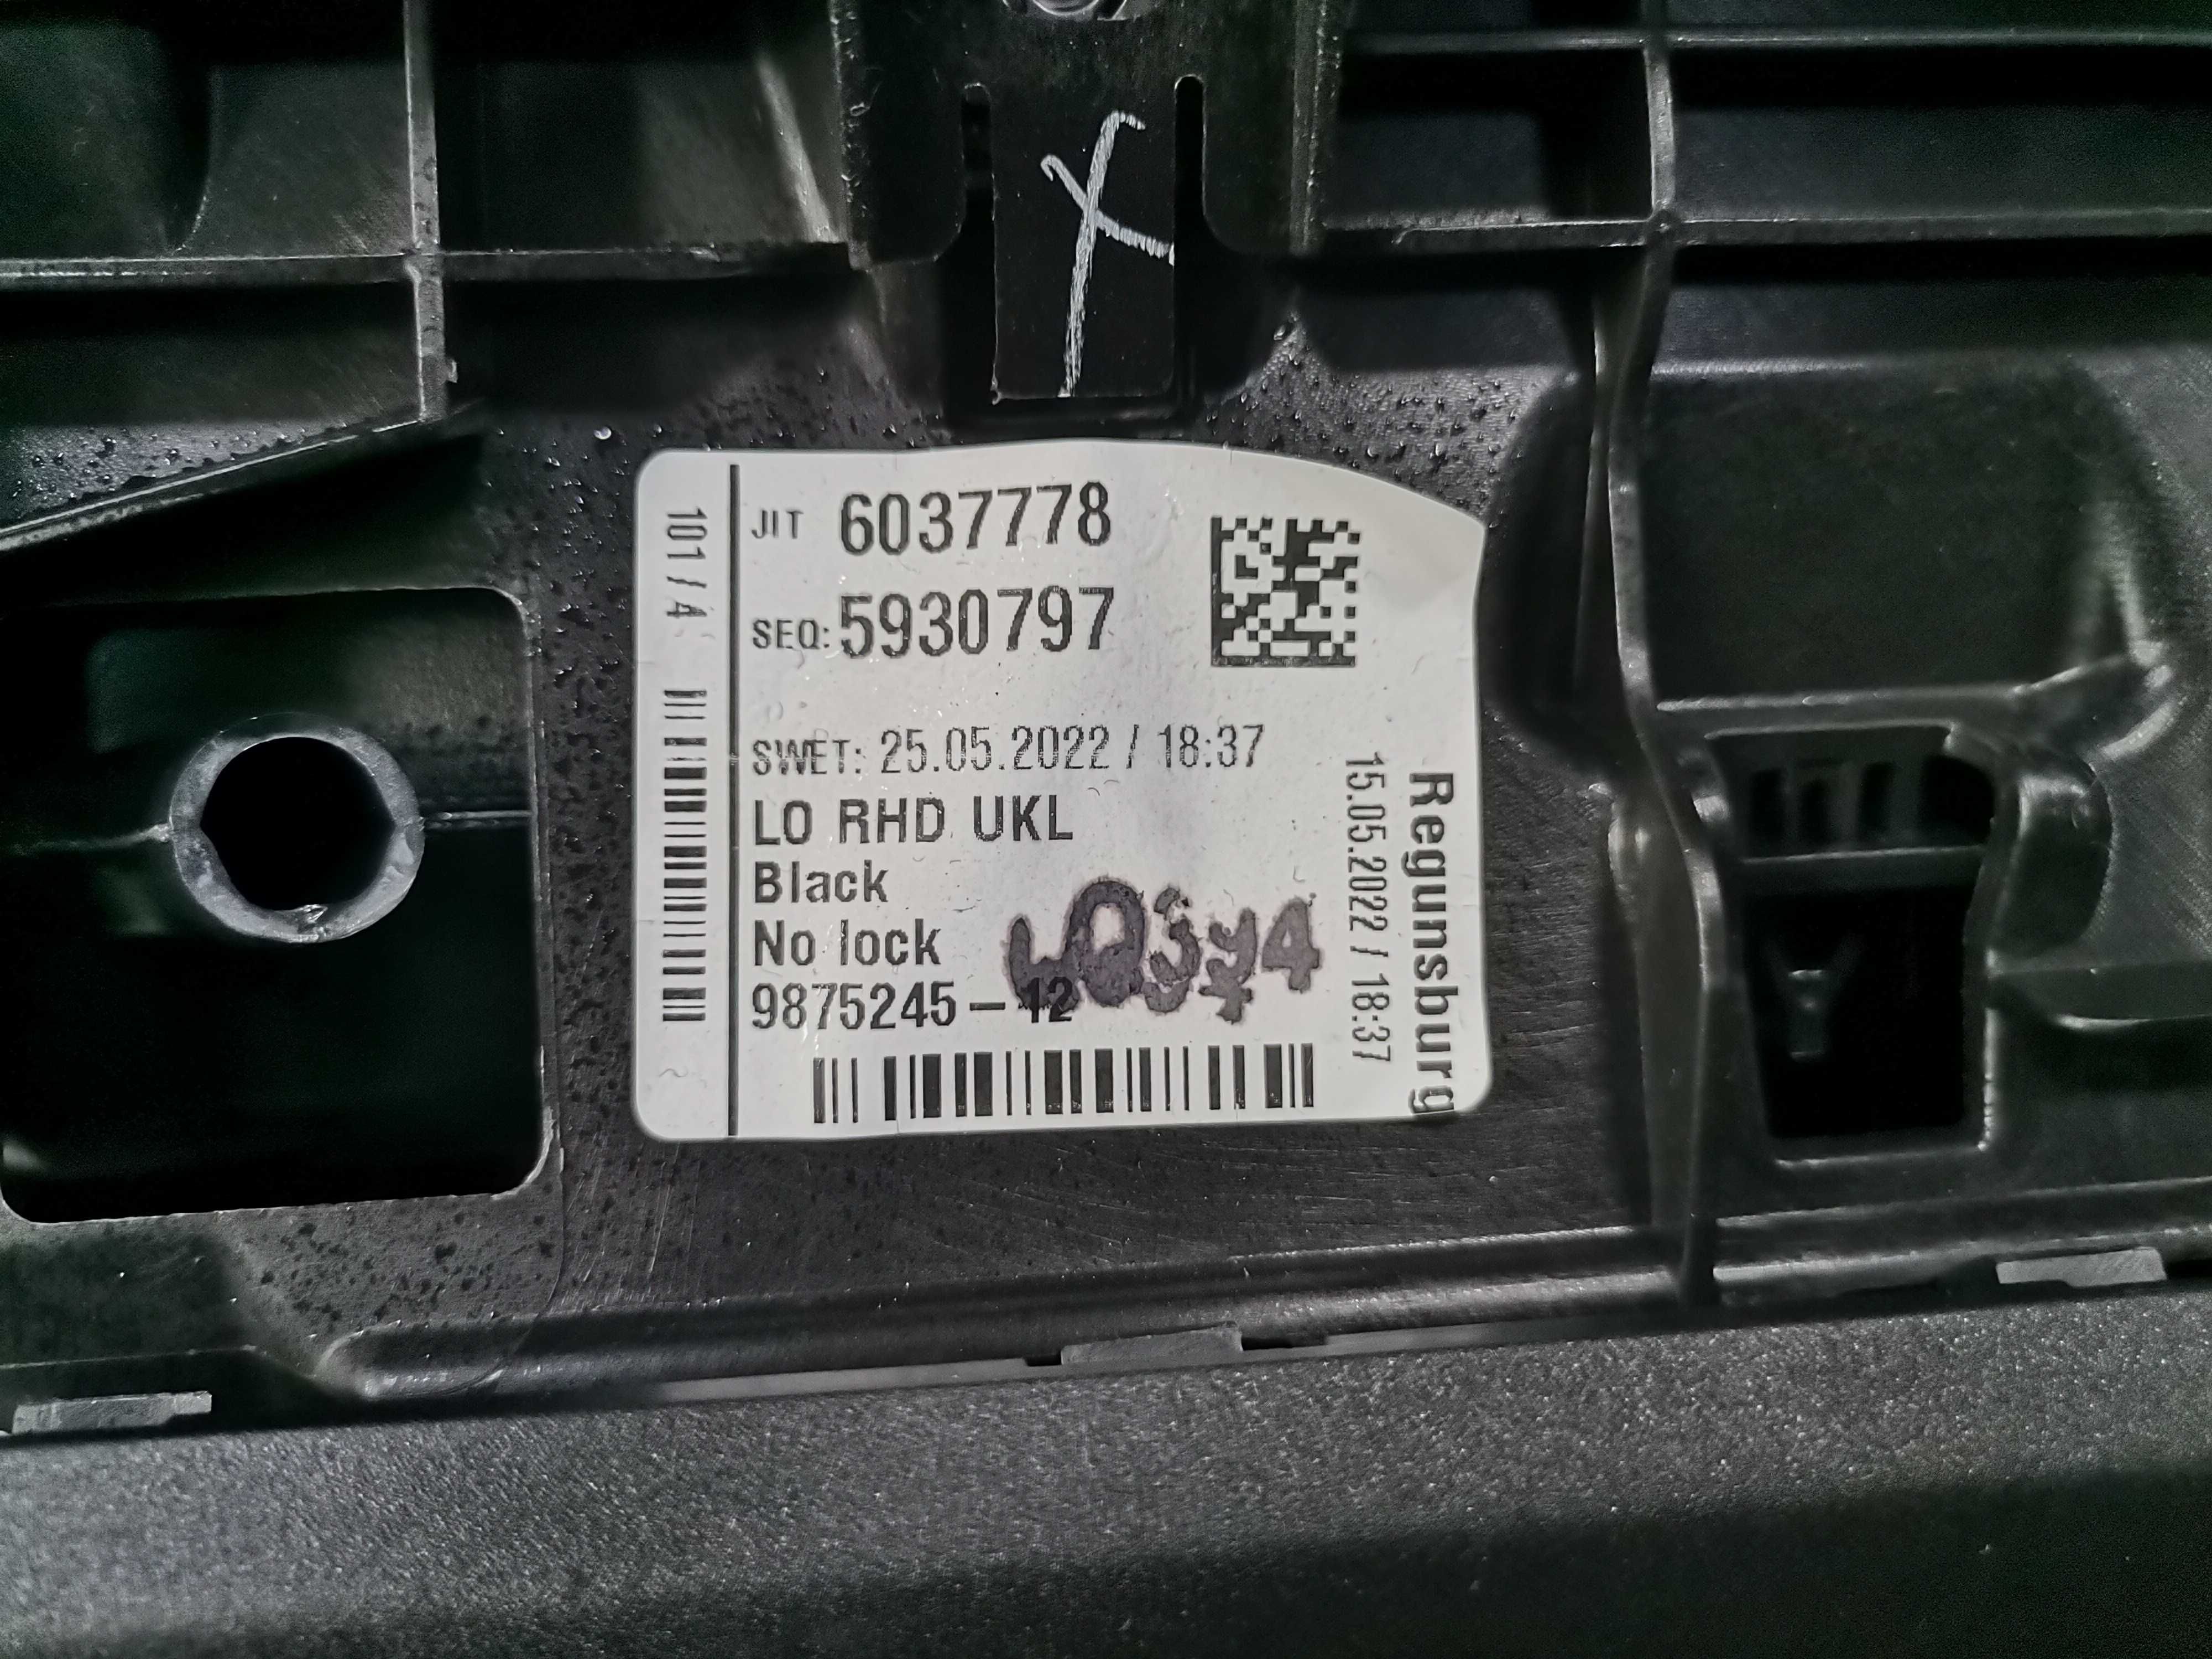 101 / 4
JIT 6037778
SEQ: 5930797
SWET: 25.05.2022 / 18:37
LO RHD UKL
Black
No lock
9875245-12
15.05.2022 / 18:37
Regunsburg